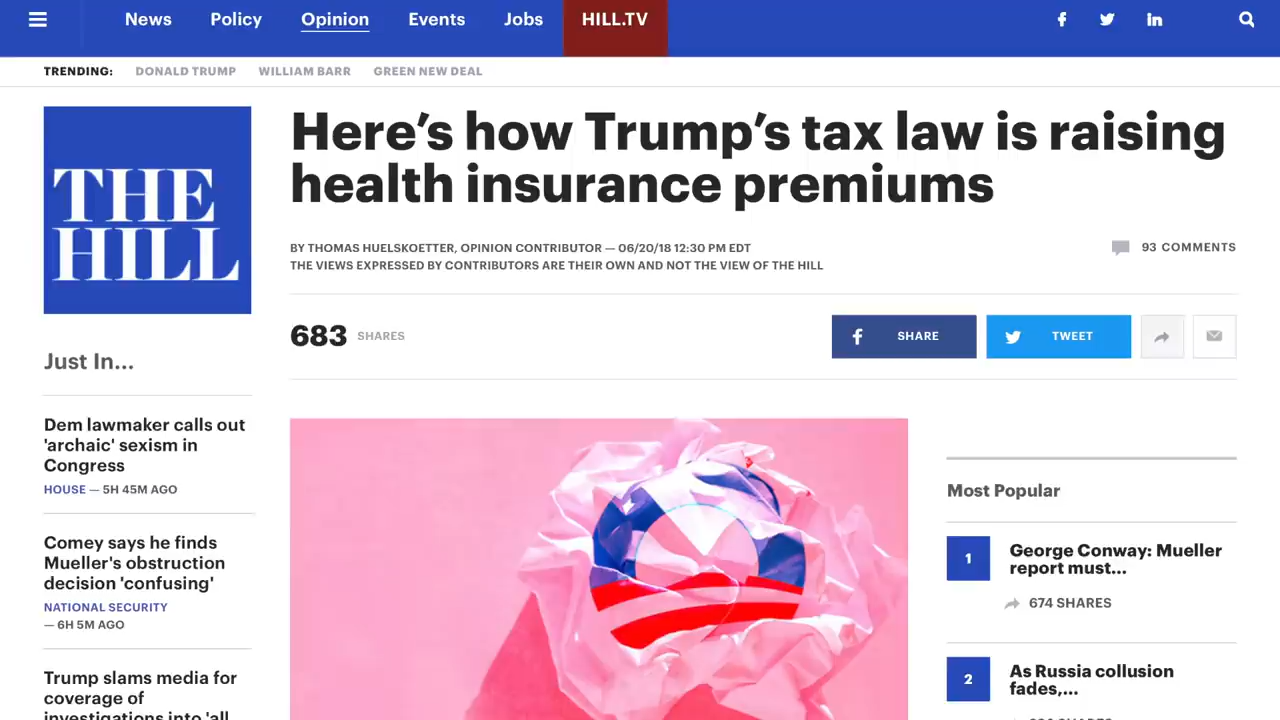 News Policy Opinion Events Jobs HILL.TV
TRENDING: DONALD TRUMP WILLIAM BARR GREEN NEW DEAL
THE
HILL
Here's how Trump's tax law is raising
health insurance premiums
BY THOMAS HUELSKOETTER, OPINION CONTRIBUTOR — 06/20/18 12:30 PM EDT
THE VIEWS EXPRESSED BY CONTRIBUTORS ARE THEIR OWN AND NOT THE VIEW OF THE HILL
93 COMMENTS
683 SHARES
SHARE
TWEET
Just In...
Dem lawmaker calls out
'archaic' sexism in
Congress
HOUSE — 5H 45M AGO
Comey says he finds
Mueller's obstruction
decision 'confusing'
NATIONAL SECURITY
— 6H 5M AGO
Trump slams media for
coverage of
investigations into 'all
Most Popular
1
George Conway: Mueller
report must...
674 SHARES
2
As Russia collusion
fades,...